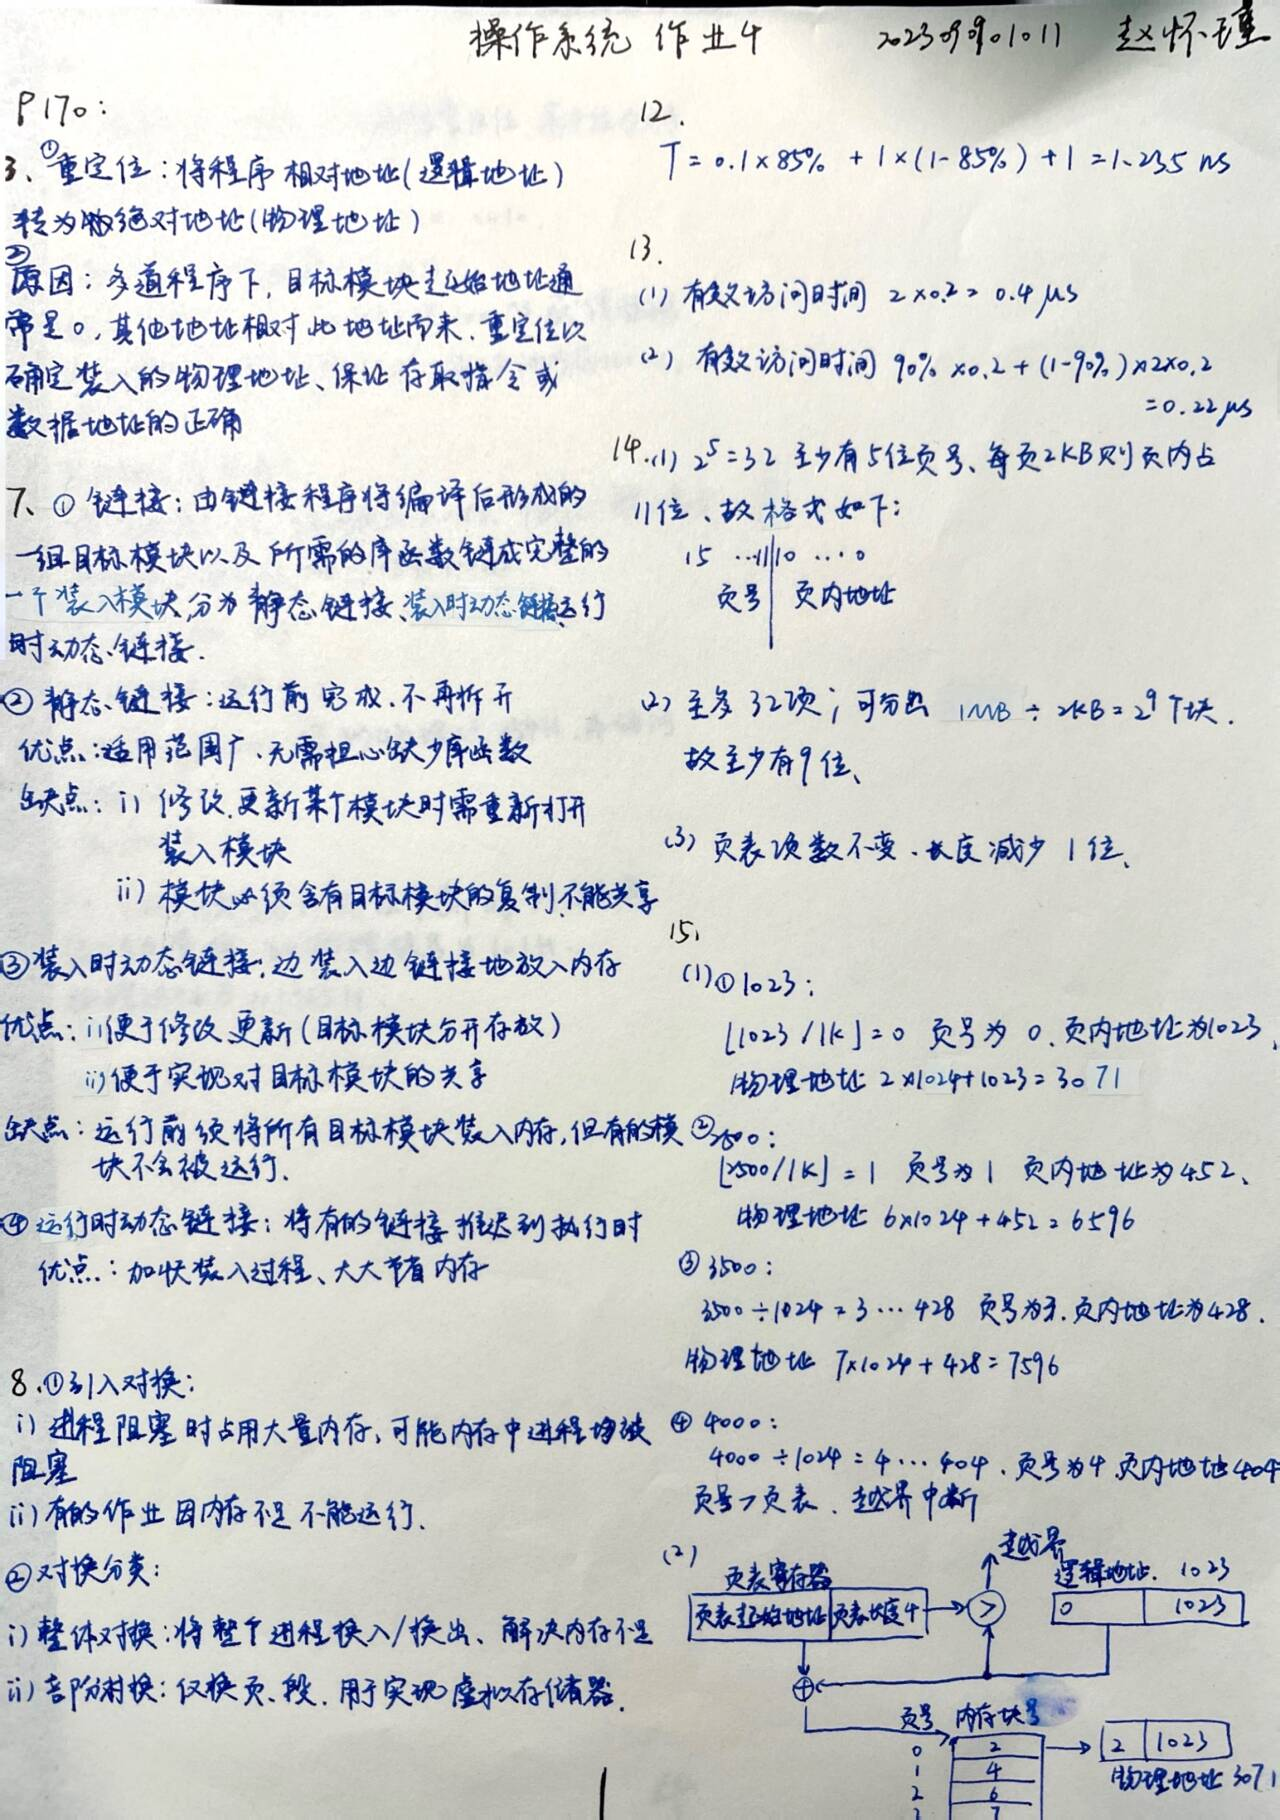 操作系统 作业4 2023099901011 赵怀瑾
P170:
3、①重定位：将程序相对地址(逻辑地址)
转为绝对地址(物理地址)
②
原因：多道程序下，目标模块起始地址通
常是0，其他地址相对此地址而来.重定位以
确定装入的物理地址、保证存取指令或
数据地址的正确
7、①链接：由链接程序将编译后形成的
一组目标模块以及所需的库函数链成完整的
一个装入模块，分为静态链接、装入时动态链接、运行
时动态链接.
②静态链接：运行前完成.不再拆开
优点：适用范围广、无需担心缺少库函数
缺点：i) 修改、更新某个模块时需重新打开
装入模块
ii) 模块必须含有目标模块的复制,不能共享
③装入时动态链接：边装入边链接地放入内存
优点：i)便于修改更新(目标模块分开存放)
ii)便于实现对目标模块的共享
缺点：运行前须将所有目标模块装入内存，但有的模
块不会被运行.
④运行时动态链接：将有的链接推迟到执行时
优点：加快装入过程、大大节省内存
8、①引入对换：
i) 进程阻塞时占用大量内存，可能内存中进程均被
阻塞
ii)有的作业因内存不足不能运行.
②对换分类：
i)整体对换：将整个进程换入/换出、解决内存不足
ii)部分对换：仅换页、段.用于实现虚拟存储器.
12.
T = 0.1×85% + 1×(1-85%) + 1 = 1.235 ns
13.
(1) 有效访问时间 2×0.2 = 0.4 μs
(2) 有效访问时间 90% ×0.2 + (1-90%)×2×0.2
=0.22μs
14.(1) 2⁵=32 至少有5位页号、每页2KB则页内占
11位、故格式如下：
15 …11|10 … 0
页号 | 页内地址
(2) 至多32项；可分出 1MB ÷ 2KB = 2⁹个块.
故至少有9位、
(3) 页表项数不变、长度减少1位、
15、
(1)①1023：
[1023/1K]=0 页号为0.页内地址为1023、
物理地址 2×1024+1023=3071
②2500：
[2500/1K] = 1 页号为1 页内地址为452、
物理地址 6×1024+452=6596
③3500：
3500÷1024=3…428 页号为3.页内地址为428.
物理地址 7×1024+428=7596
④4000：
4000÷1024=4…404、页号为4页内地址404
页号>页表、越界中断
(2)
越界
页表寄存器 逻辑地址. 1023
页表起始地址 页表长度4 > 0 1023
+
页号 内存块号
0 2 2 1023
1 4 物理地址 3071
2 6
3 7